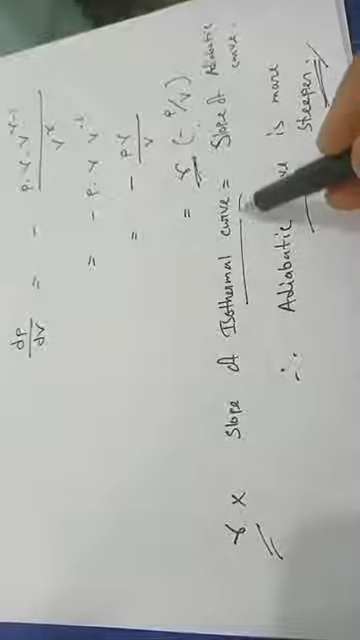 dp/dv = - p.γ.v^γ-1 / v^γ
= - p.γ v^-1
= - pγ/v
= γ (-p/v)
γ x slope of Isothermal curve = slope of Adiabatic curve.
∴ Adiabatic is more steeper.